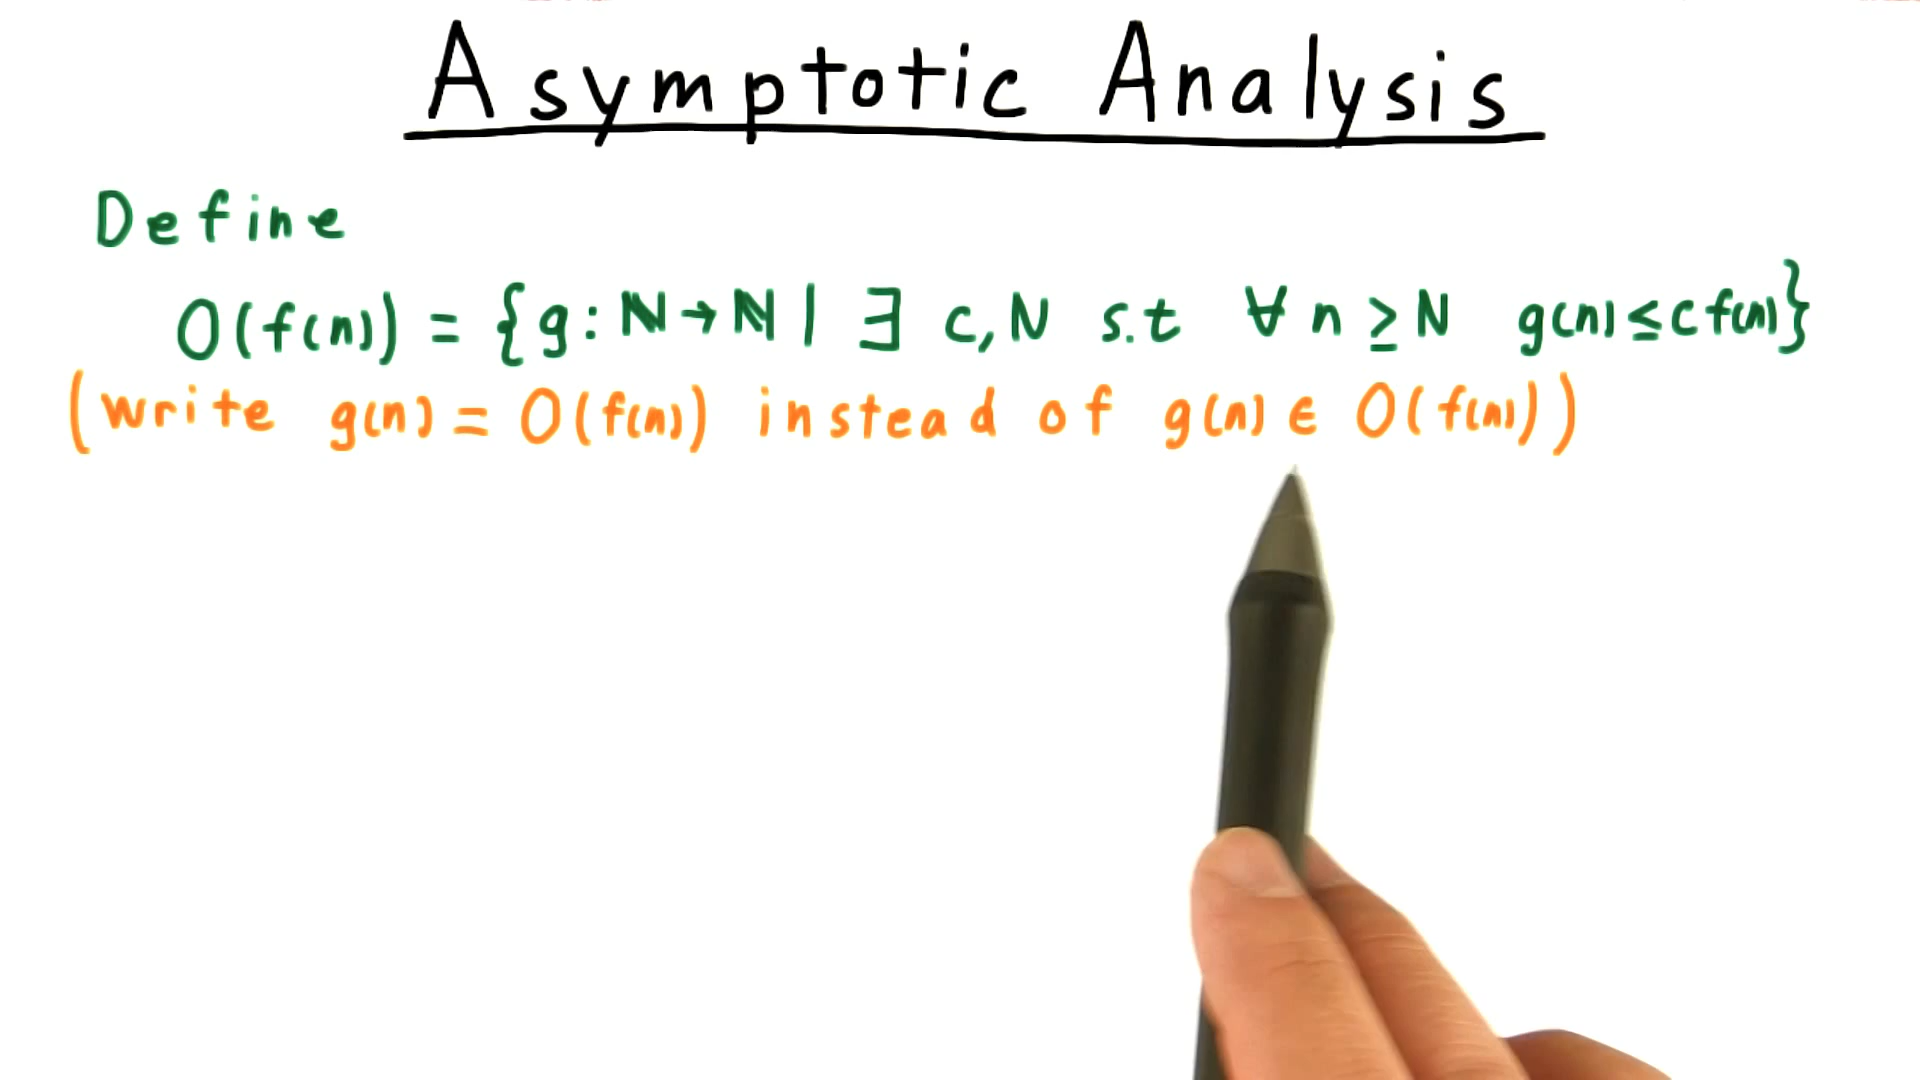 Asymptotic Analysis
Define
O(f(n)) = {g: ℕ→ℕ | ∃ c,N s.t ∀ n ≥ N g(n) ≤ c f(n)}
(write g(n) = O(f(n)) instead of g(n) ∈ O(f(n)))